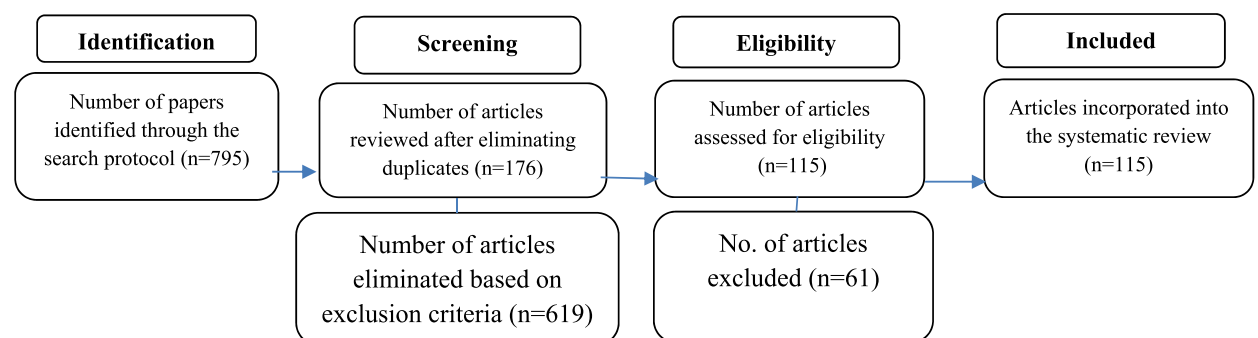 Identification
Number of papers
identified through the
search protocol (n=795)
Screening
Number of articles
reviewed after eliminating
duplicates (n=176)
Number of articles
eliminated based on
exclusion criteria (n=619)
Eligibility
Number of articles
assessed for eligibility
(n=115)
No. of articles
excluded (n=61)
Included
Articles incorporated into
the systematic review
(n=115)